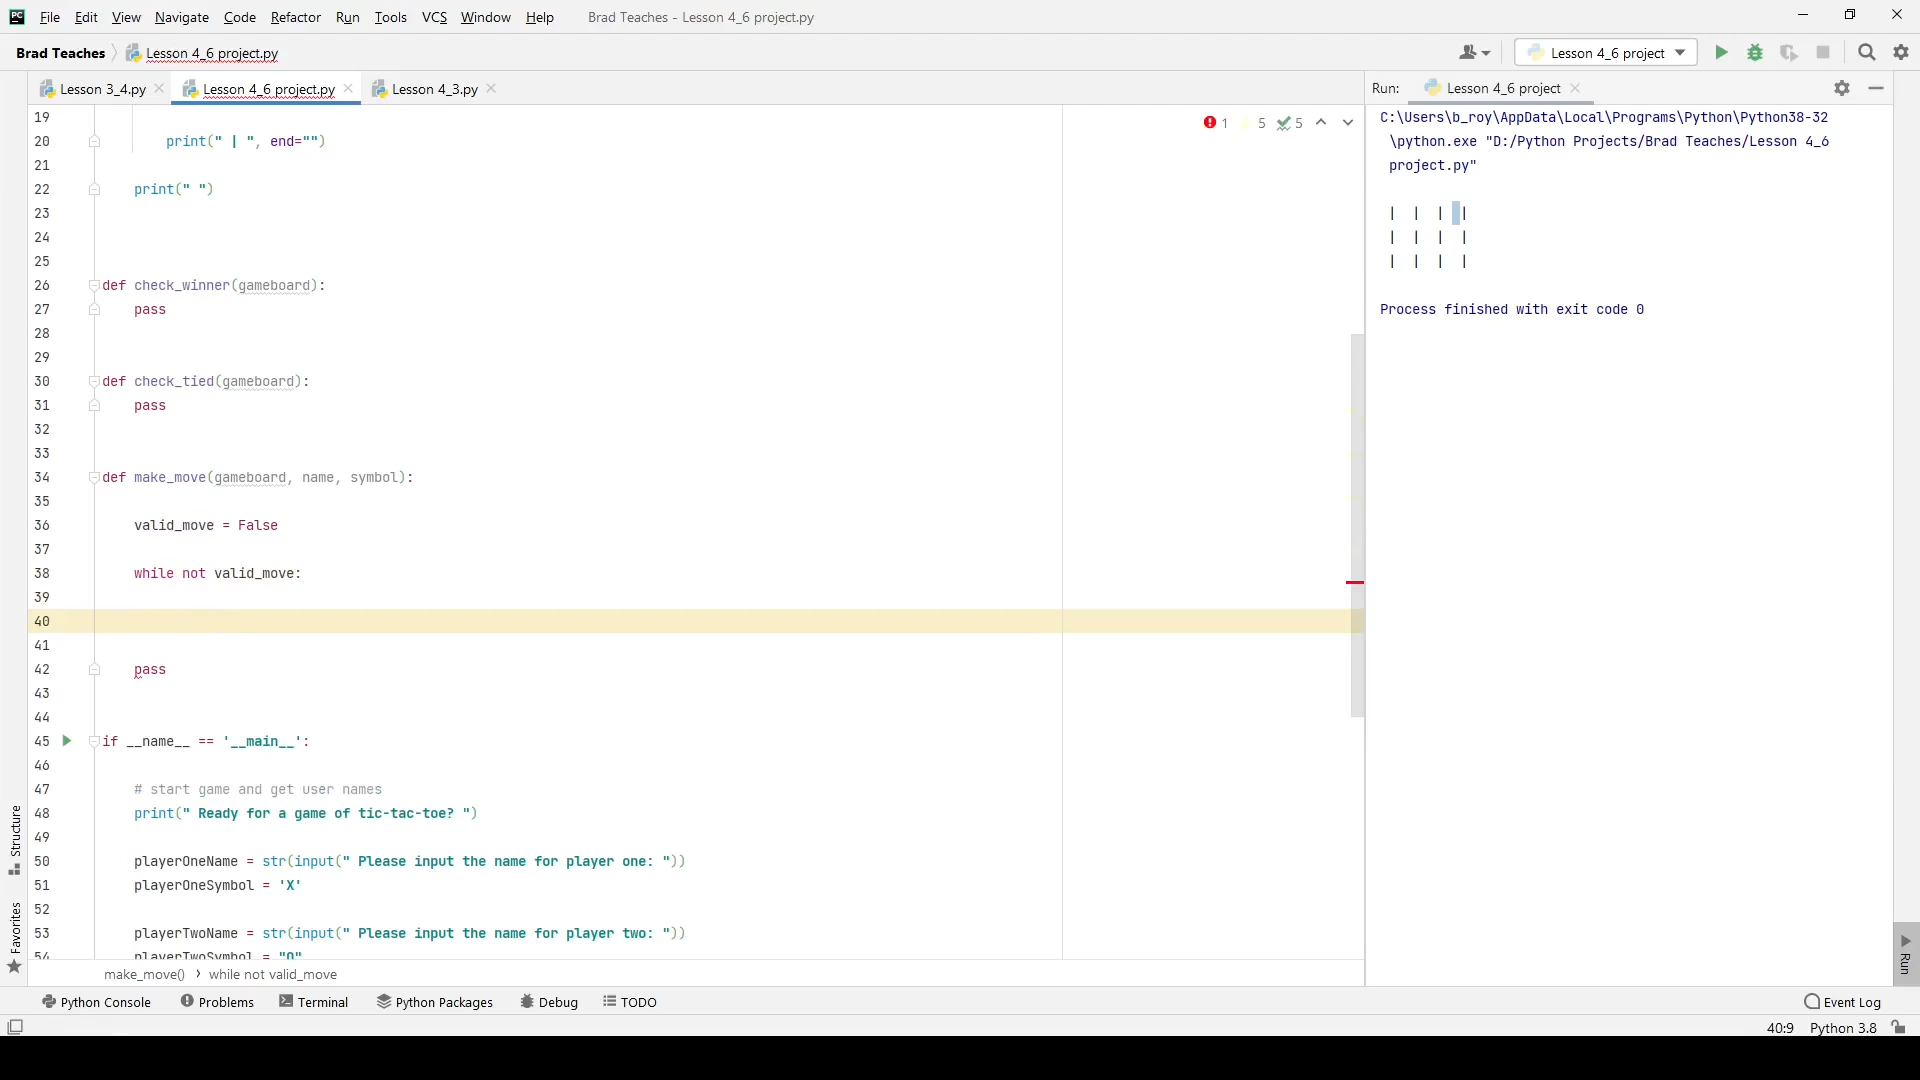 File Edit View Navigate Code Refactor Run Tools VCS Window Help Brad Teaches - Lesson 4_6 project.py
Brad Teaches Lesson 4_6 project.py Lesson 4_6 project
Lesson 3_4.py Lesson 4_6 project.py Lesson 4_3.py
Run: Lesson 4_6 project
1 5 5
19
20 print(" | ", end="")
21
22 print(" ")
23
24
25
26 def check_winner(gameboard):
27 pass
28
29
30 def check_tied(gameboard):
31 pass
32
33
34 def make_move(gameboard, name, symbol):
35
36 valid_move = False
37
38 while not valid_move:
39
40
41
42 pass
43
44
45 if __name__ == '__main__':
46
47 # start game and get user names
48 print(" Ready for a game of tic-tac-toe? ")
49
50 playerOneName = str(input(" Please input the name for player one: "))
51 playerOneSymbol = 'X'
52
53 playerTwoName = str(input(" Please input the name for player two: "))
54 playerTwoSymbol = "O"
make_move() › while not valid_move
C:\Users\b_roy\AppData\Local\Programs\Python\Python38-32
\python.exe "D:/Python Projects/Brad Teaches/Lesson 4_6
project.py"
| | | |
| | | |
| | | |
Process finished with exit code 0
Structure
Favorites
Run
Python Console Problems Terminal Python Packages Debug TODO Event Log
40:9 Python 3.8